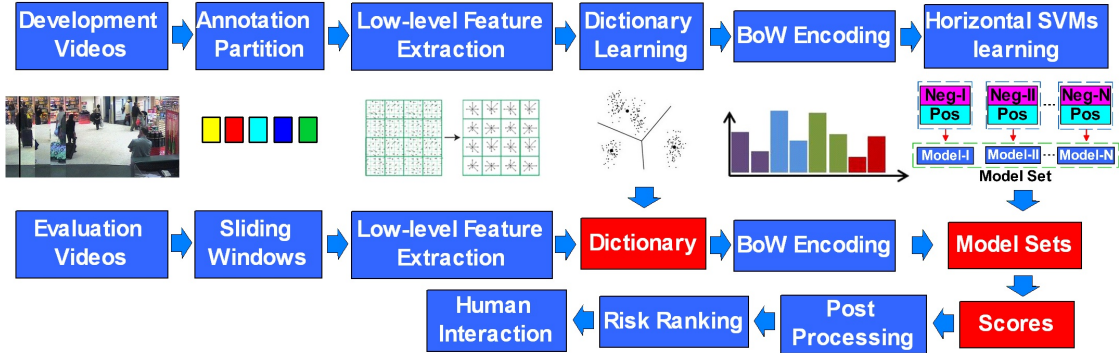 Development
Videos
Annotation
Partition
Low-level Feature
Extraction
Dictionary
Learning
BoW Encoding
Horizontal SVMs
learning
Neg-I
Pos
Neg-II
Pos
Neg-N
Pos
Model-I
Model-II
Model-N
Model Set
Evaluation
Videos
Sliding
Windows
Low-level Feature
Extraction
Dictionary
BoW Encoding
Model Sets
Human
Interaction
Risk Ranking
Post
Processing
Scores